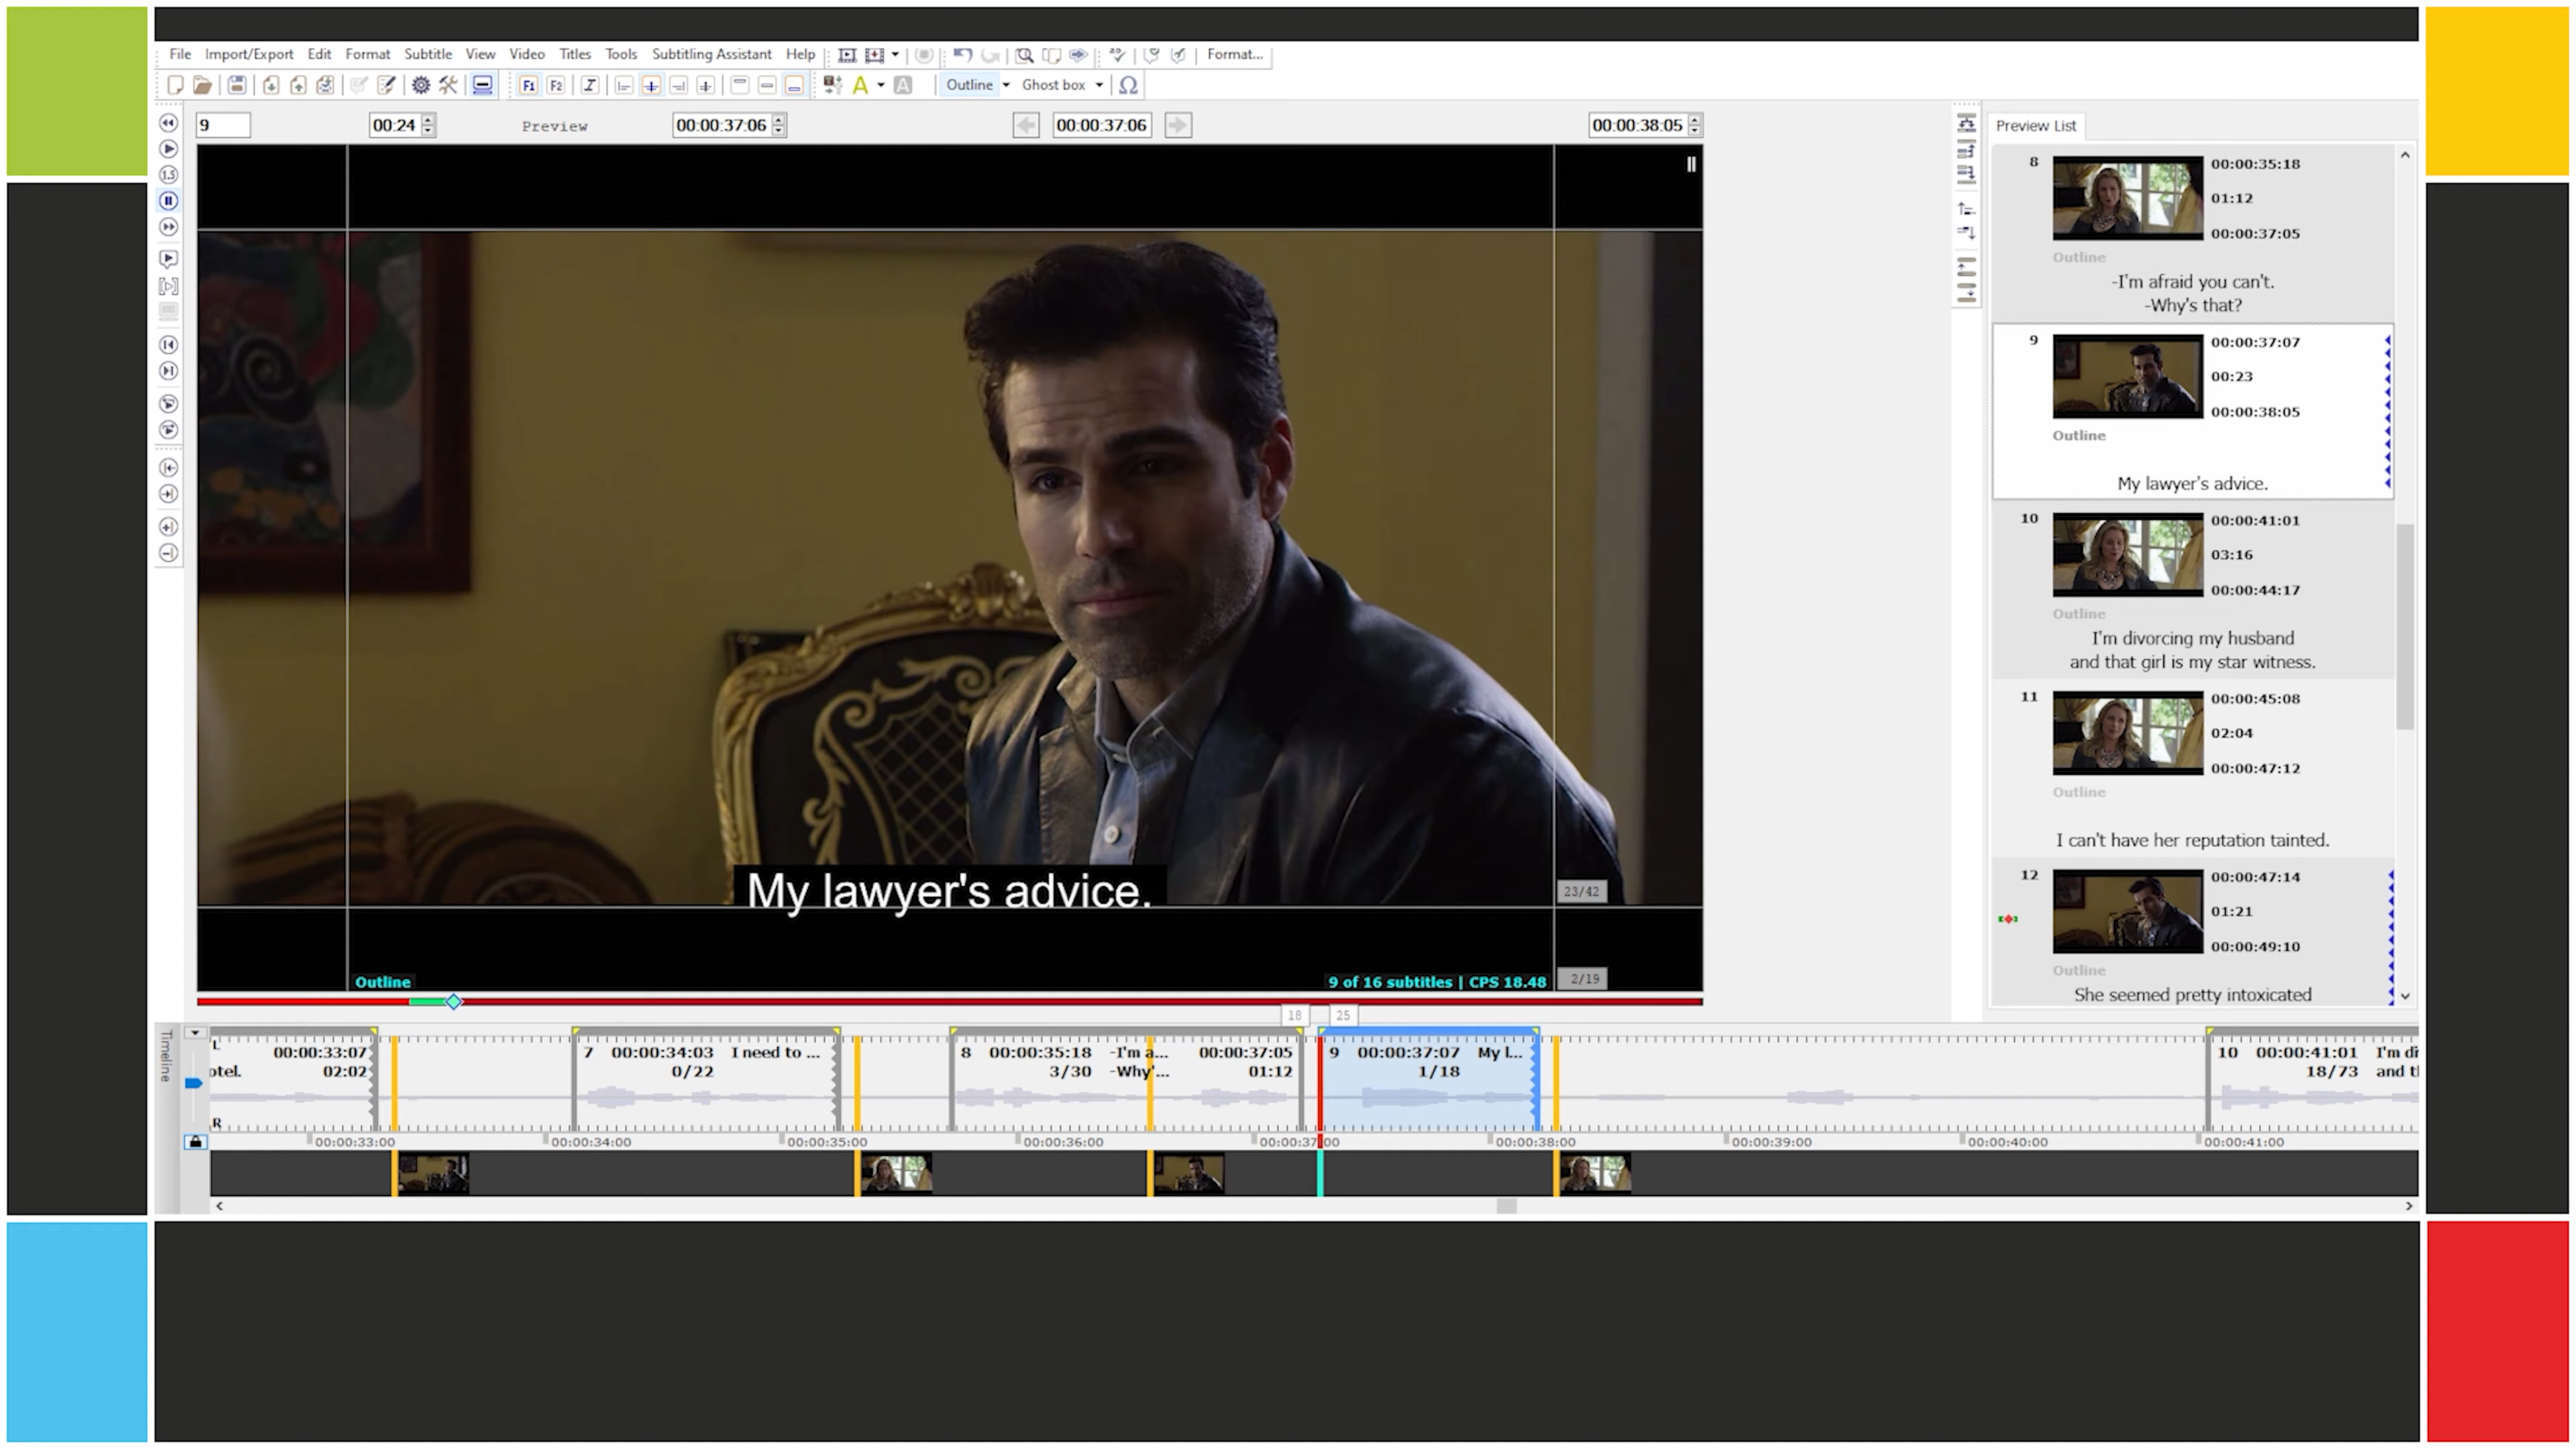 File Import/Export Edit Format Subtitle View Video Titles Tools Subtitling Assistant Help Format...
F1 F2 I A A Outline Ghost box Ω
9 00:24 Preview 00:00:37:06 00:00:37:06 00:00:38:05
1.5
My lawyer's advice.
23/42
Outline 9 of 16 subtitles | CPS 18.48 2/19
Preview List
8 00:00:35:18
01:12
00:00:37:05
Outline
-I'm afraid you can't.
-Why's that?
9 00:00:37:07
00:23
00:00:38:05
Outline
My lawyer's advice.
10 00:00:41:01
03:16
00:00:44:17
Outline
I'm divorcing my husband
and that girl is my star witness.
11 00:00:45:08
02:04
00:00:47:12
Outline
I can't have her reputation tainted.
12 00:00:47:14
01:21
00:00:49:10
Outline
She seemed pretty intoxicated
18 25
Timeline
L 00:00:33:07 7 00:00:34:03 I need to ... 8 00:00:35:18 -I'm a... 00:00:37:05 9 00:00:37:07 My l... 10 00:00:41:01 I'm di
otel. 02:02 0/22 3/30 -Why'... 01:12 1/18 18/73 and t
R
00:00:33:00 00:00:34:00 00:00:35:00 00:00:36:00 00:00:37:00 00:00:38:00 00:00:39:00 00:00:40:00 00:00:41:00